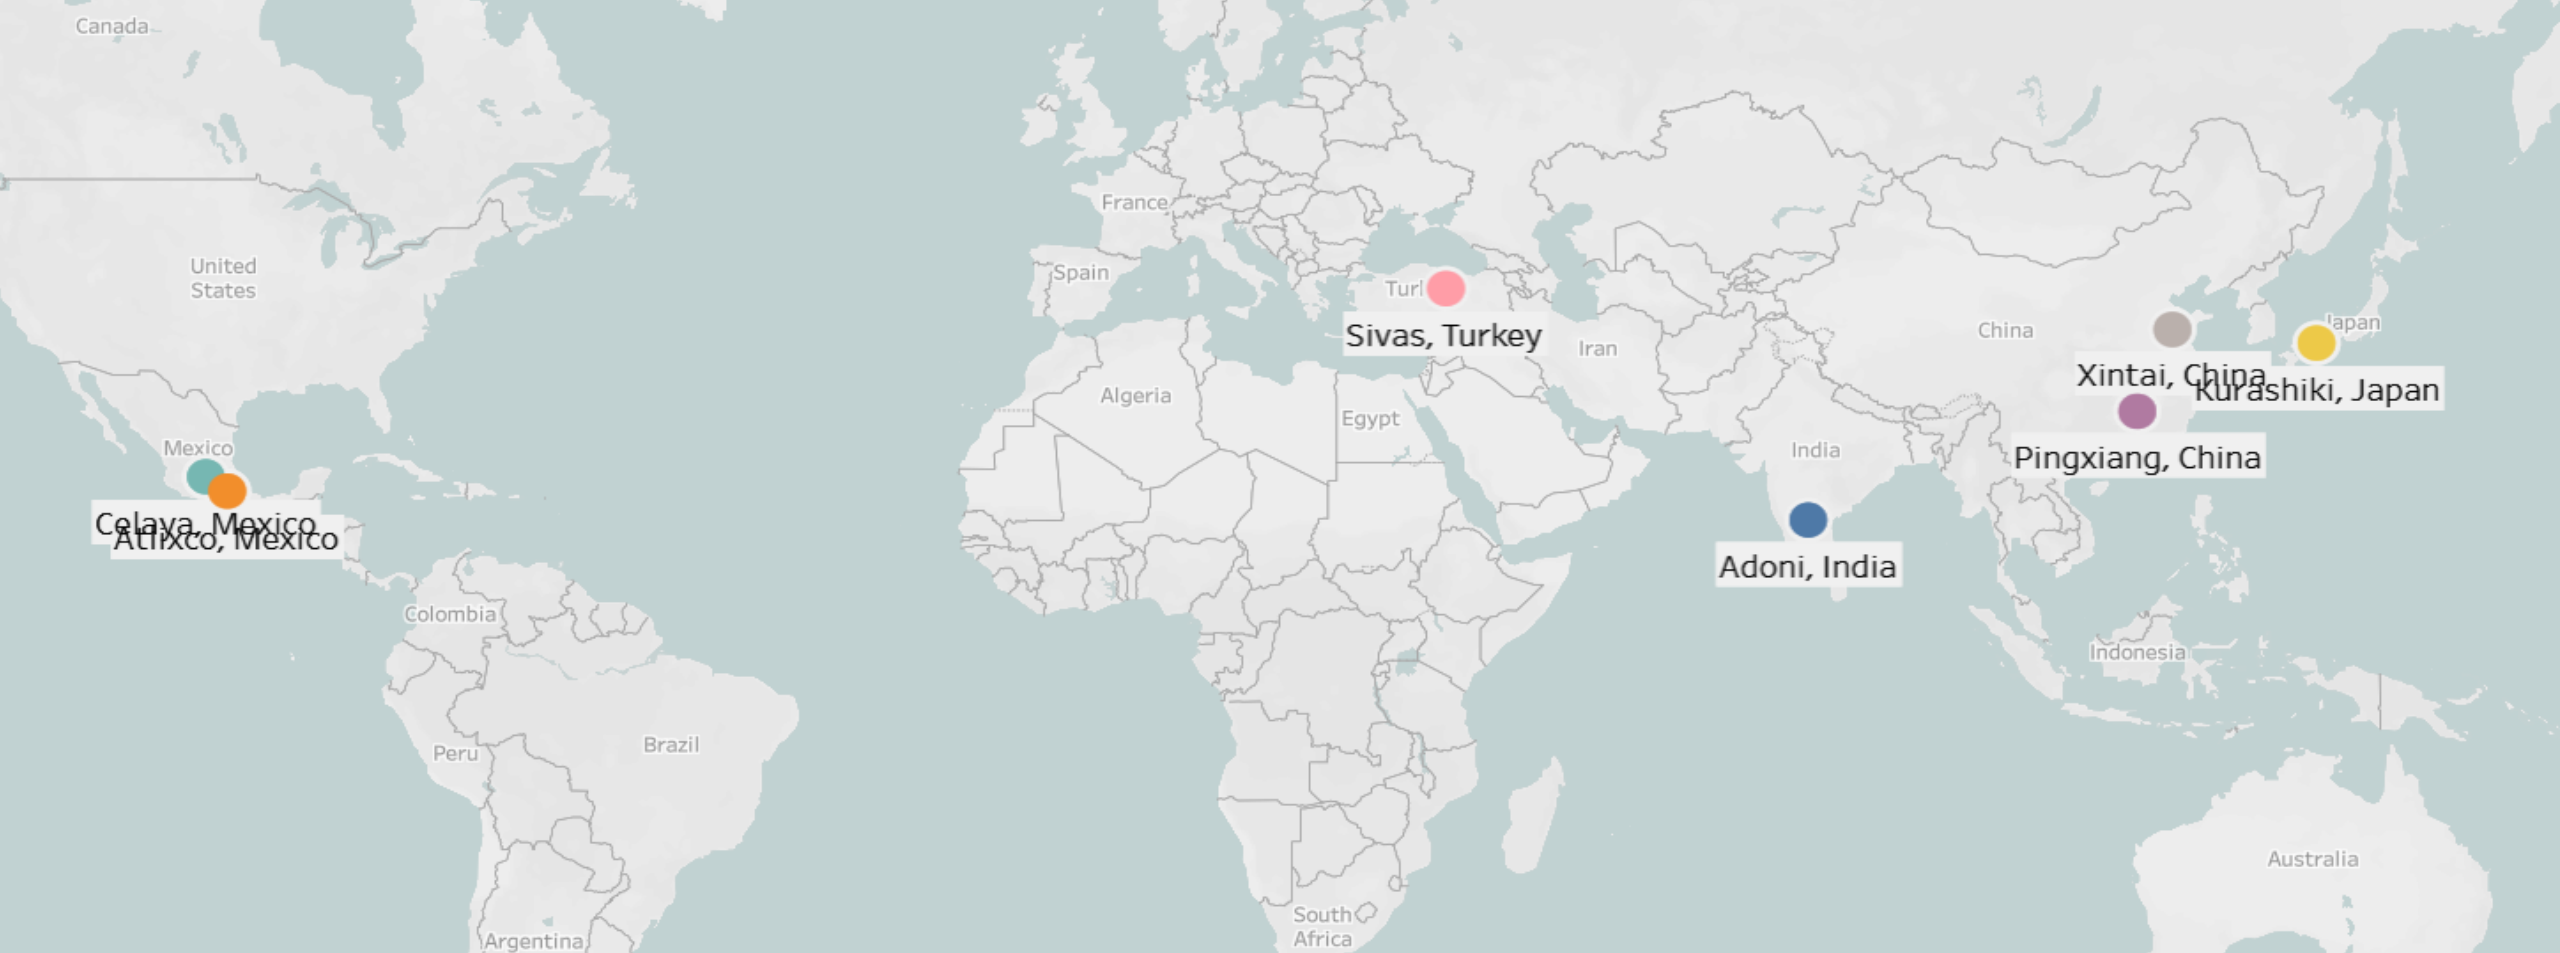 Canada
United
States
Mexico
Celaya, Mexico
Atlixco, Mexico
Colombia
Peru
Brazil
Argentina
France
Spain
Algeria
Egypt
South
Africa
Turl
Sivas, Turkey
Iran
India
Adoni, India
China
Xintai, China
Pingxiang, China
Japan
Kurashiki, Japan
Indonesia
Australia